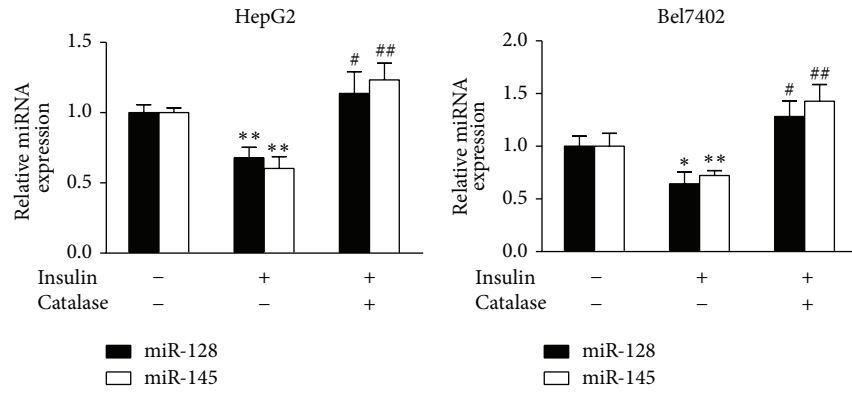 HepG2
Relative miRNA
expression
1.5
1.0
0.5
0.0
**
**
#
##
Insulin − + +
Catalase − − +
miR-128
miR-145
Bel7402
Relative miRNA
expression
2.0
1.5
1.0
0.5
0.0
*
**
#
##
Insulin − + +
Catalase − − +
miR-128
miR-145